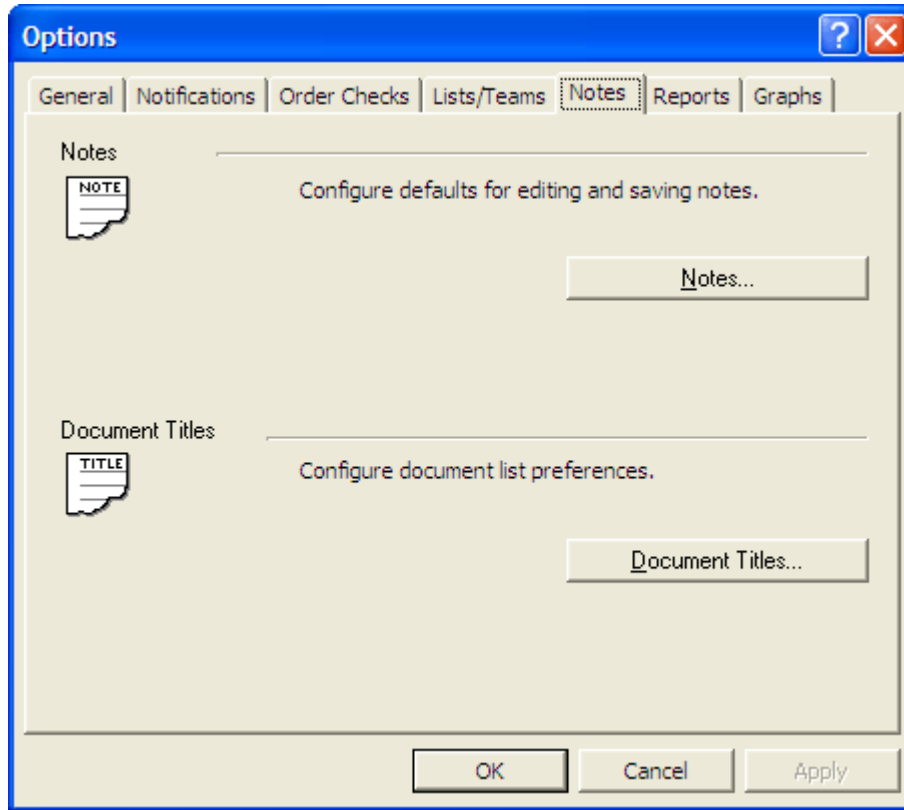 Options
General Notifications Order Checks Lists/Teams Notes Reports Graphs
Notes
NOTE
Configure defaults for editing and saving notes.
Notes...
Document Titles
TITLE
Configure document list preferences.
Document Titles...
OK Cancel Apply